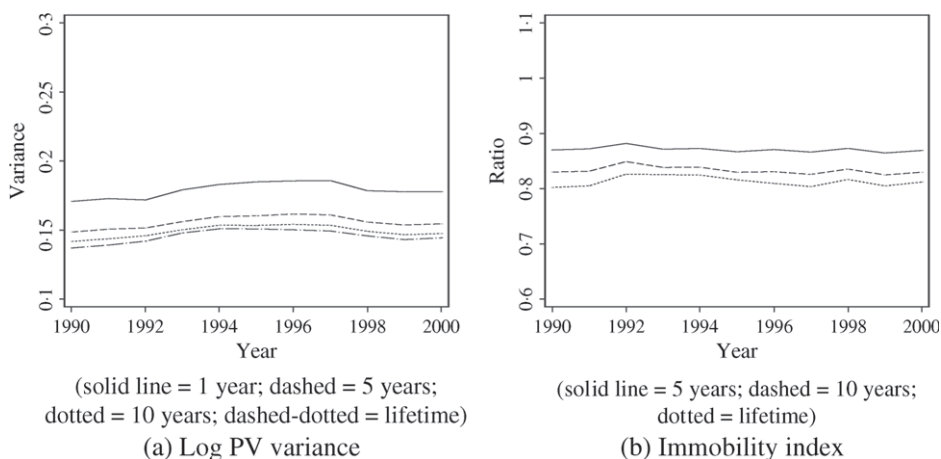 0·3
0·25
0·2
0·15
0·1
Variance
1990 1992 1994 1996 1998 2000
Year
(solid line = 1 year; dashed = 5 years;
dotted = 10 years; dashed-dotted = lifetime)
(a) Log PV variance
1·1
1
0·9
0·8
0·7
0·6
Ratio
1990 1992 1994 1996 1998 2000
Year
(solid line = 5 years; dashed = 10 years;
dotted = lifetime)
(b) Immobility index